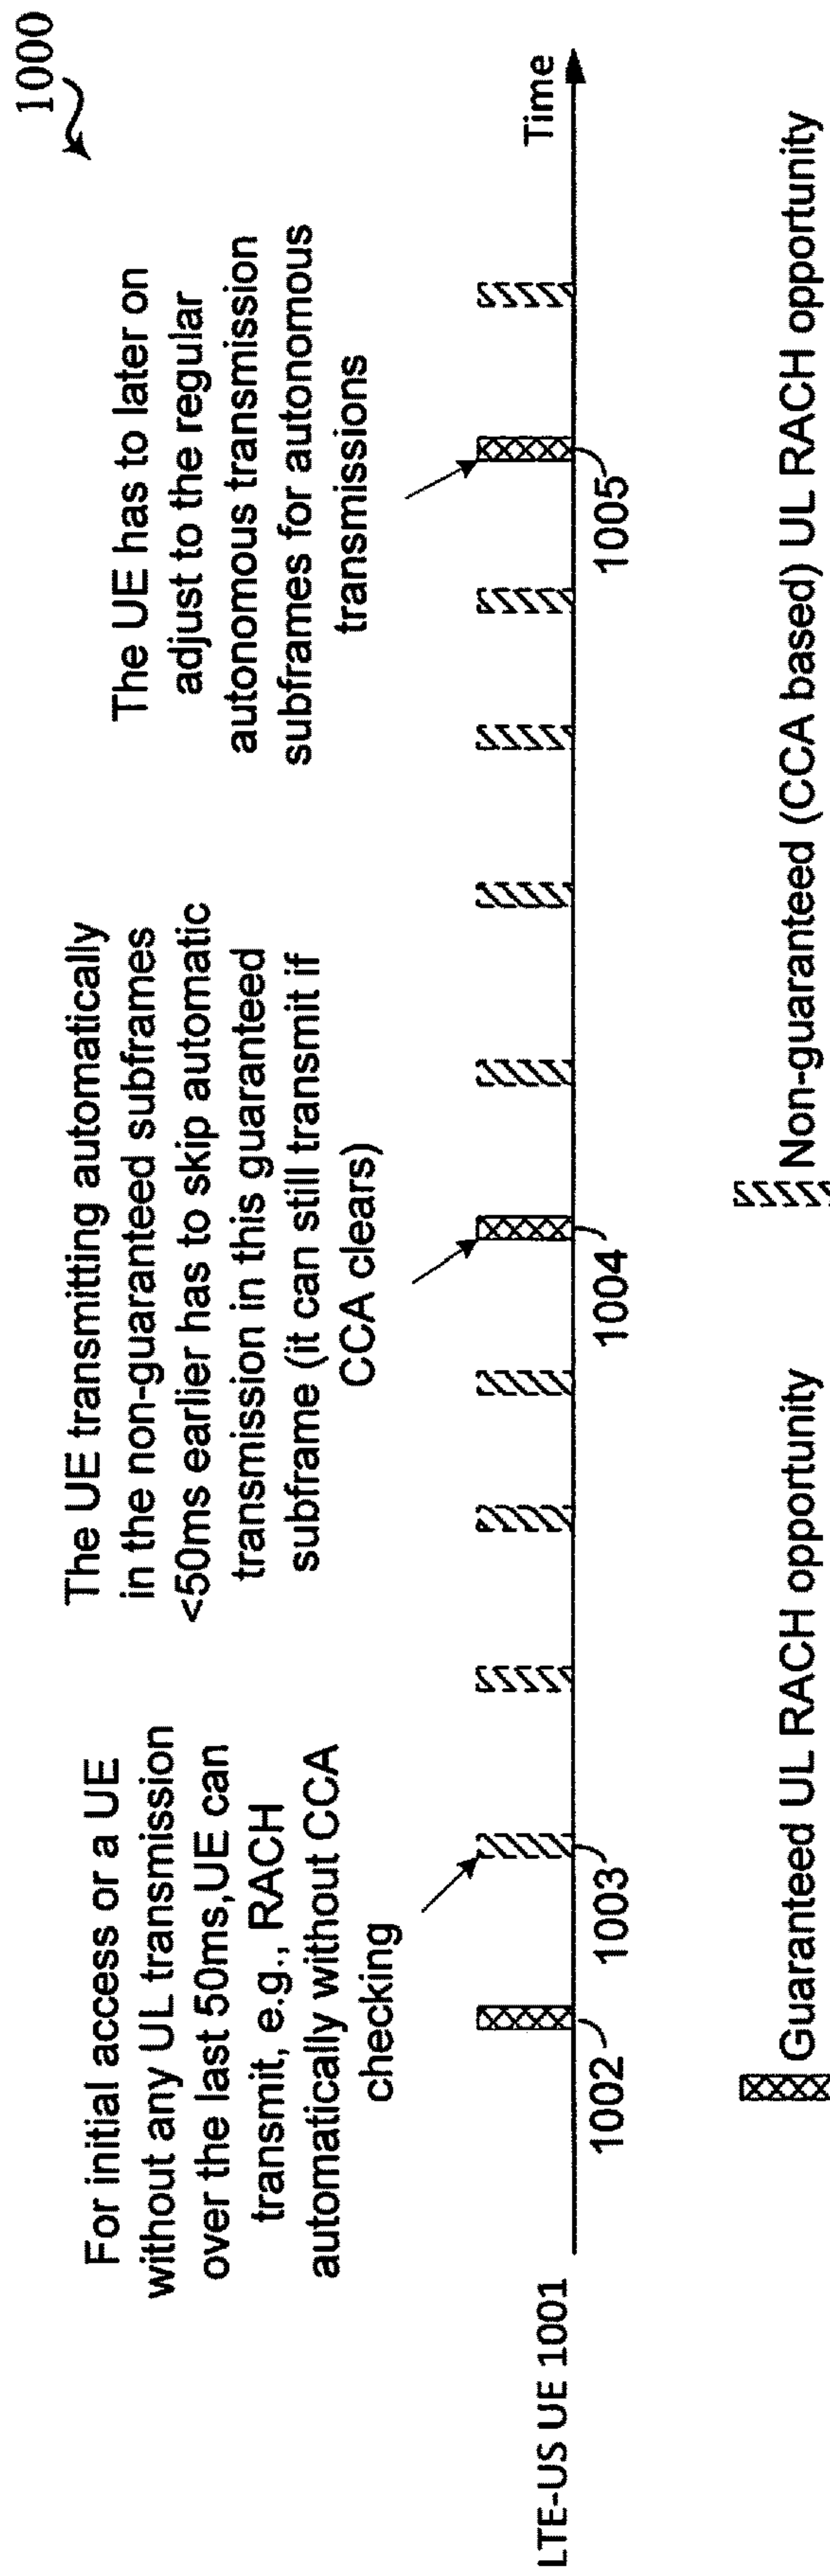 1000
For initial access or a UE
without any UL transmission
over the last 50ms,UE can
transmit, e.g., RACH
automatically without CCA
checking
The UE transmitting automatically
in the non-guaranteed subframes
<50ms earlier has to skip automatic
transmission in this guaranteed
subframe (it can still transmit if
CCA clears)
The UE has to later on
adjust to the regular
autonomous transmission
subframes for autonomous
transmissions
LTE-US UE 1001
Time
1002
1003
1004
1005
Guaranteed UL RACH opportunity
Non-guaranteed (CCA based) UL RACH opportunity